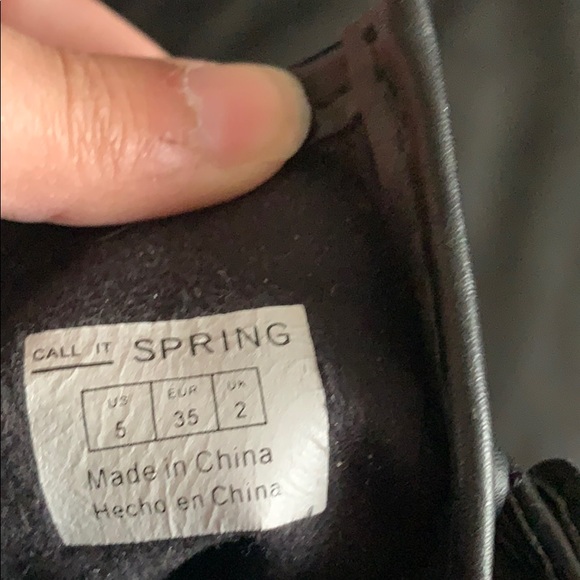 CALL IT SPRING
US EUR UK
5 35 2
Made in China
Hecho en China